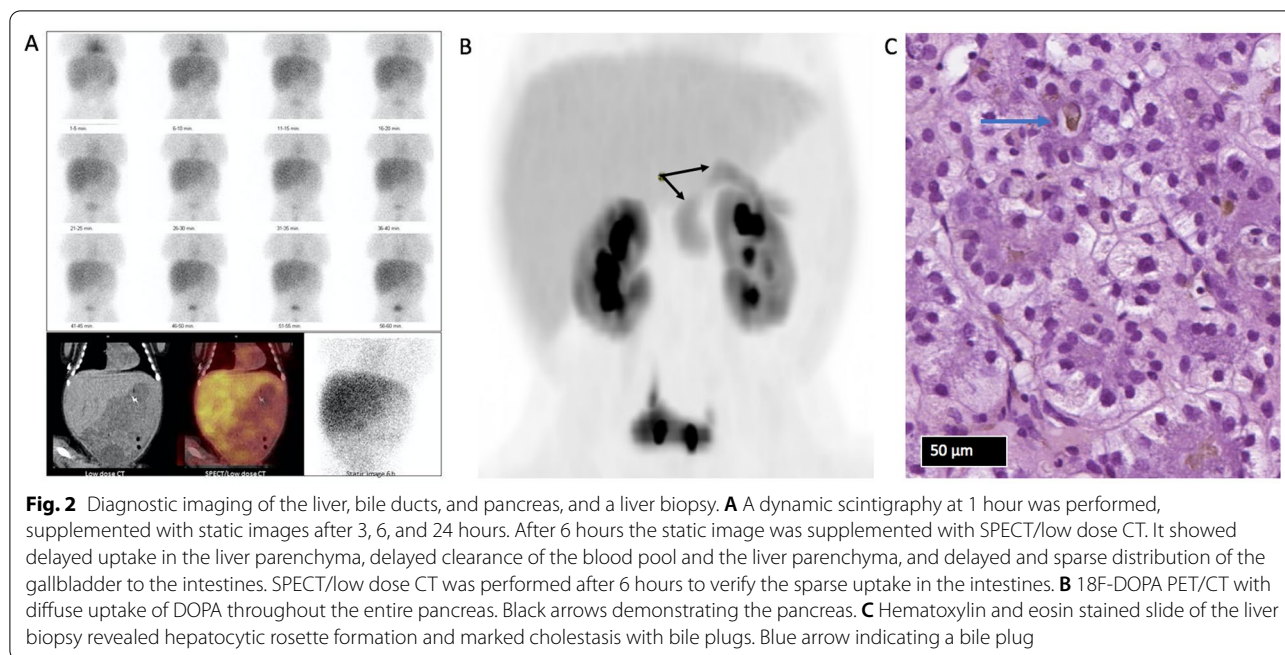 A
B
C
1-5 min.
6-10 min.
11-15 min.
16-20 min.
21-25 min.
26-30 min.
31-35 min.
36-40 min.
41-45 min.
46-50 min.
51-55 min.
56-60 min.
Low dose CT
SPECT/Low dose CT
Static image 6 h
50 µm
Fig. 2 Diagnostic imaging of the liver, bile ducts, and pancreas, and a liver biopsy. A A dynamic scintigraphy at 1 hour was performed,
supplemented with static images after 3, 6, and 24 hours. After 6 hours the static image was supplemented with SPECT/low dose CT. It showed
delayed uptake in the liver parenchyma, delayed clearance of the blood pool and the liver parenchyma, and delayed and sparse distribution of the
gallbladder to the intestines. SPECT/low dose CT was performed after 6 hours to verify the sparse uptake in the intestines. B 18F-DOPA PET/CT with
diffuse uptake of DOPA throughout the entire pancreas. Black arrows demonstrating the pancreas. C Hematoxylin and eosin stained slide of the liver
biopsy revealed hepatocytic rosette formation and marked cholestasis with bile plugs. Blue arrow indicating a bile plug